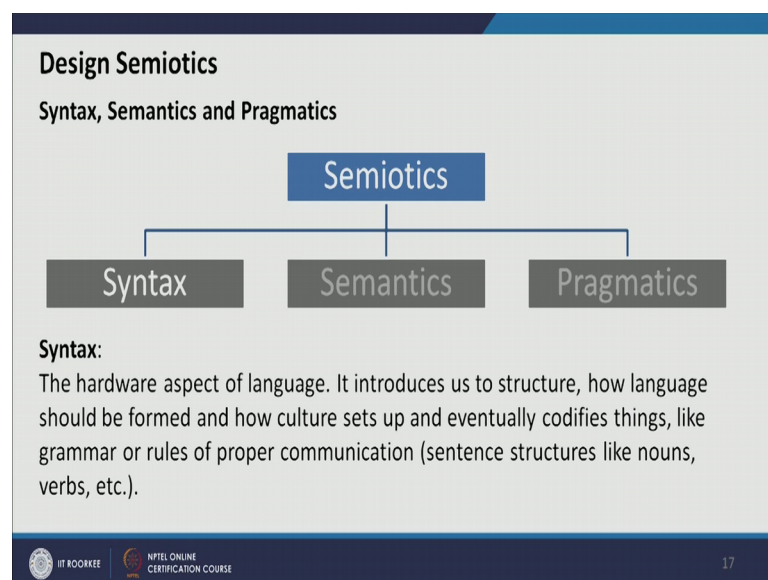 Design Semiotics
Syntax, Semantics and Pragmatics
Semiotics
Syntax Semantics Pragmatics
Syntax:
The hardware aspect of language. It introduces us to structure, how language
should be formed and how culture sets up and eventually codifies things, like
grammar or rules of proper communication (sentence structures like nouns,
verbs, etc.).
IIT ROORKEE NPTEL ONLINE
CERTIFICATION COURSE
17